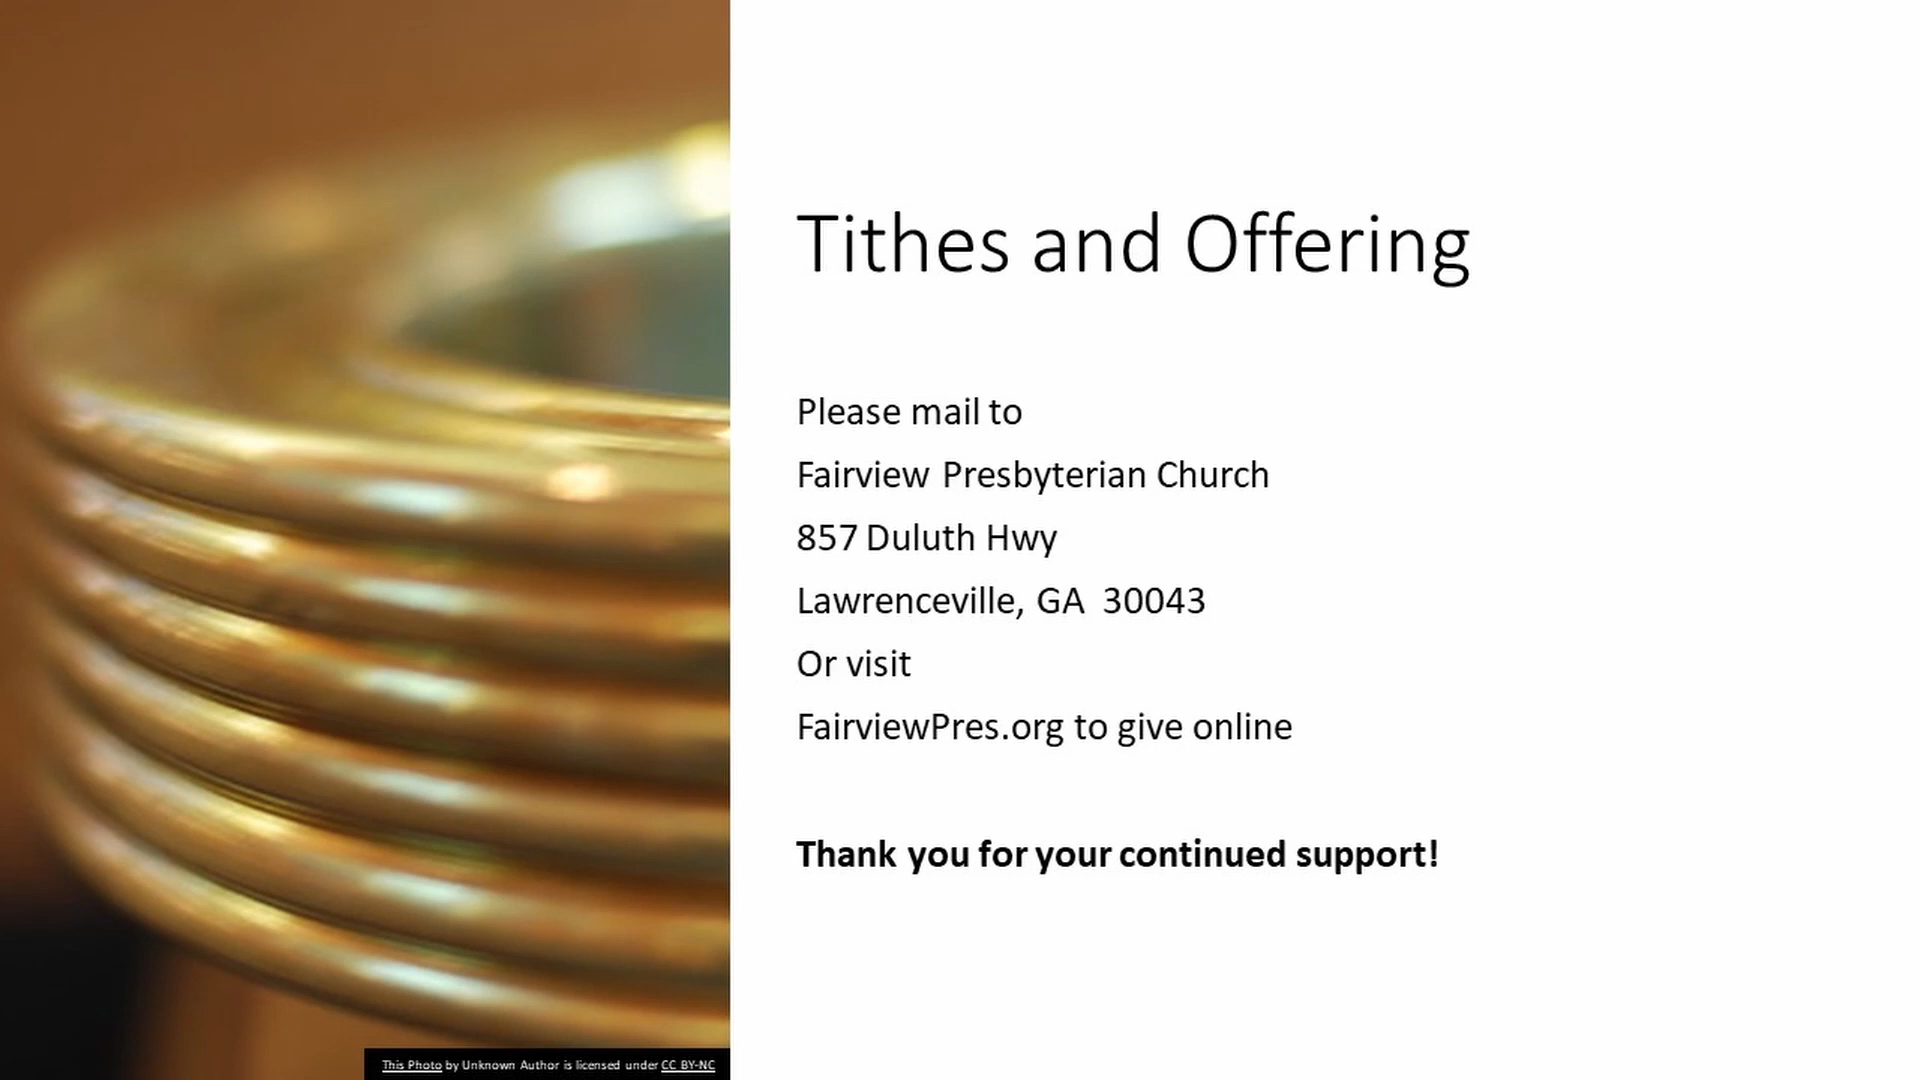 Tithes and Offering
Please mail to
Fairview Presbyterian Church
857 Duluth Hwy
Lawrenceville, GA  30043
Or visit
FairviewPres.org to give online
Thank you for your continued support!
This Photo by Unknown Author is licensed under CC BY-NC